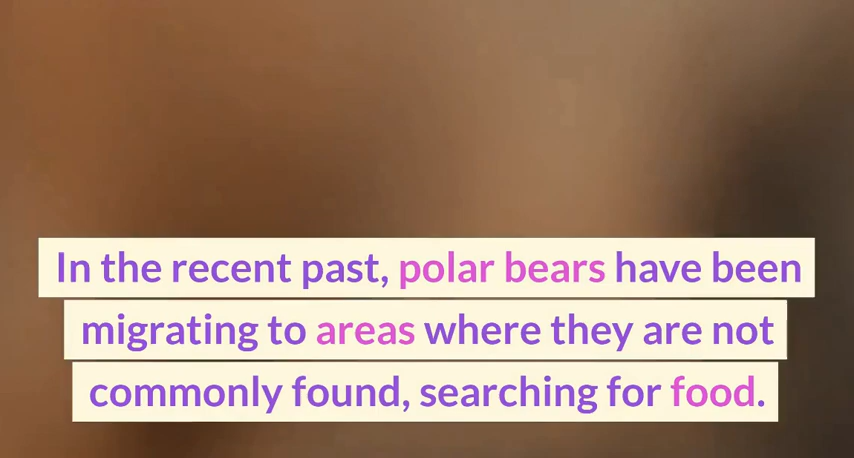 In the recent past, polar bears have been
migrating to areas where they are not
commonly found, searching for food.